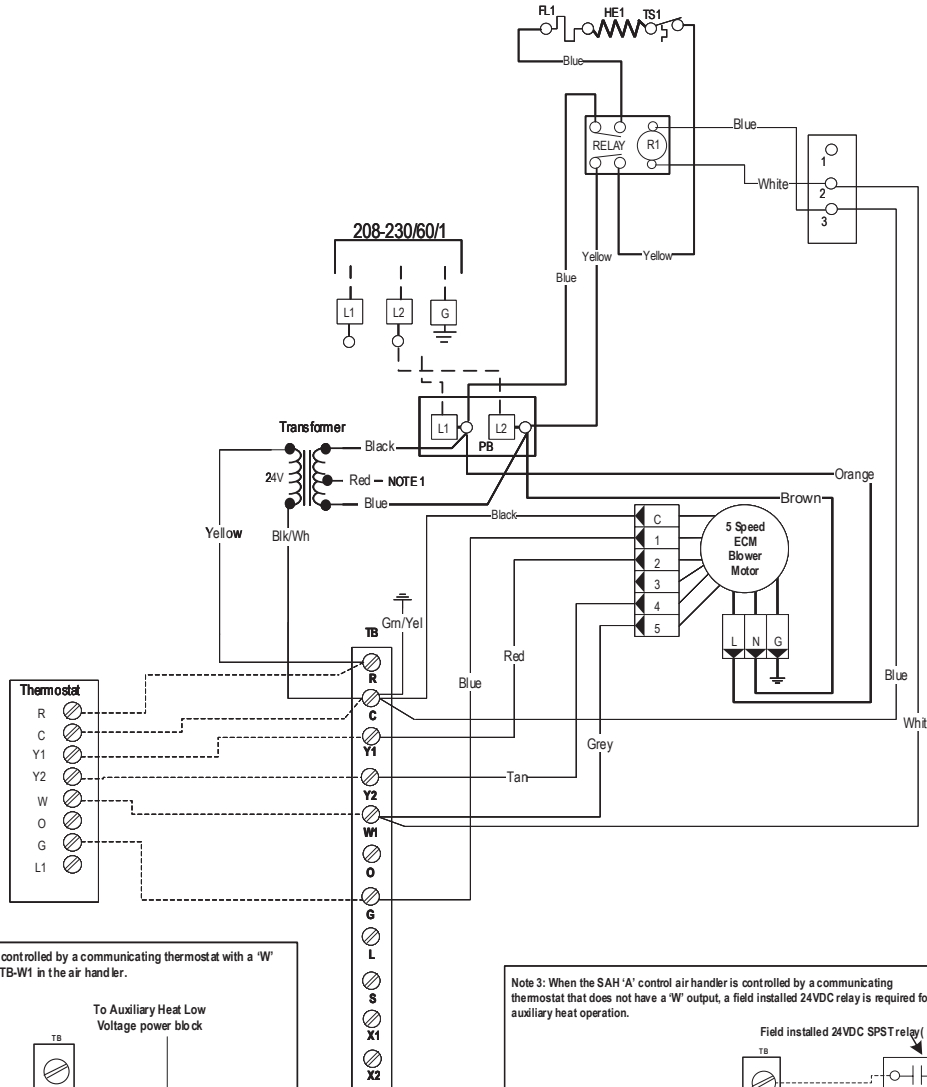 FL1
HE1
TS1
Blue
RELAY
R1
Blue
White
1
2
3
208-230/60/1
L1
L2
G
Blue
Yellow
Yellow
Transformer
24V
Black
Red
NOTE 1
Blue
L1
L2
PB
Orange
Brown
Yellow
Blk/Wh
Black
C
1
2
3
4
5
5 Speed
ECM
Blower
Motor
L
N
G
Grn/Yel
TB
R
C
Y1
Y2
W1
O
G
L
S
X1
X2
Red
Blue
Grey
Tan
Blue
Whit
Thermostat
R
C
Y1
Y2
W
O
G
L1
controlled by a communicating thermostat with a ‘W’
TB-W1 in the air handler.
To Auxiliary Heat Low
Voltage power block
TB
Note 3: When the SAH ‘A’ control air handler is controlled by a communicating
thermostat that does not have a ‘W’ output, a field installed 24VDC relay is required fo
auxiliary heat operation.
Field installed 24VDC SPST relay(
TB